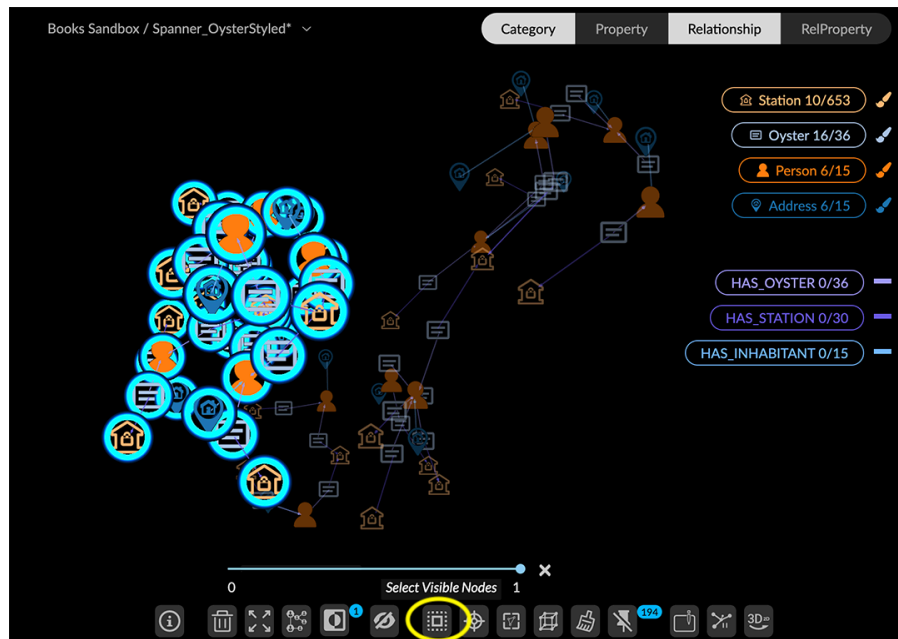 Books Sandbox / Spanner_OysterStyled*
Category Property Relationship RelProperty
Station 10/653
Oyster 16/36
Person 6/15
Address 6/15
HAS_OYSTER 0/36
HAS_STATION 0/30
HAS_INHABITANT 0/15
0 Select Visible Nodes 1
1
194
3D